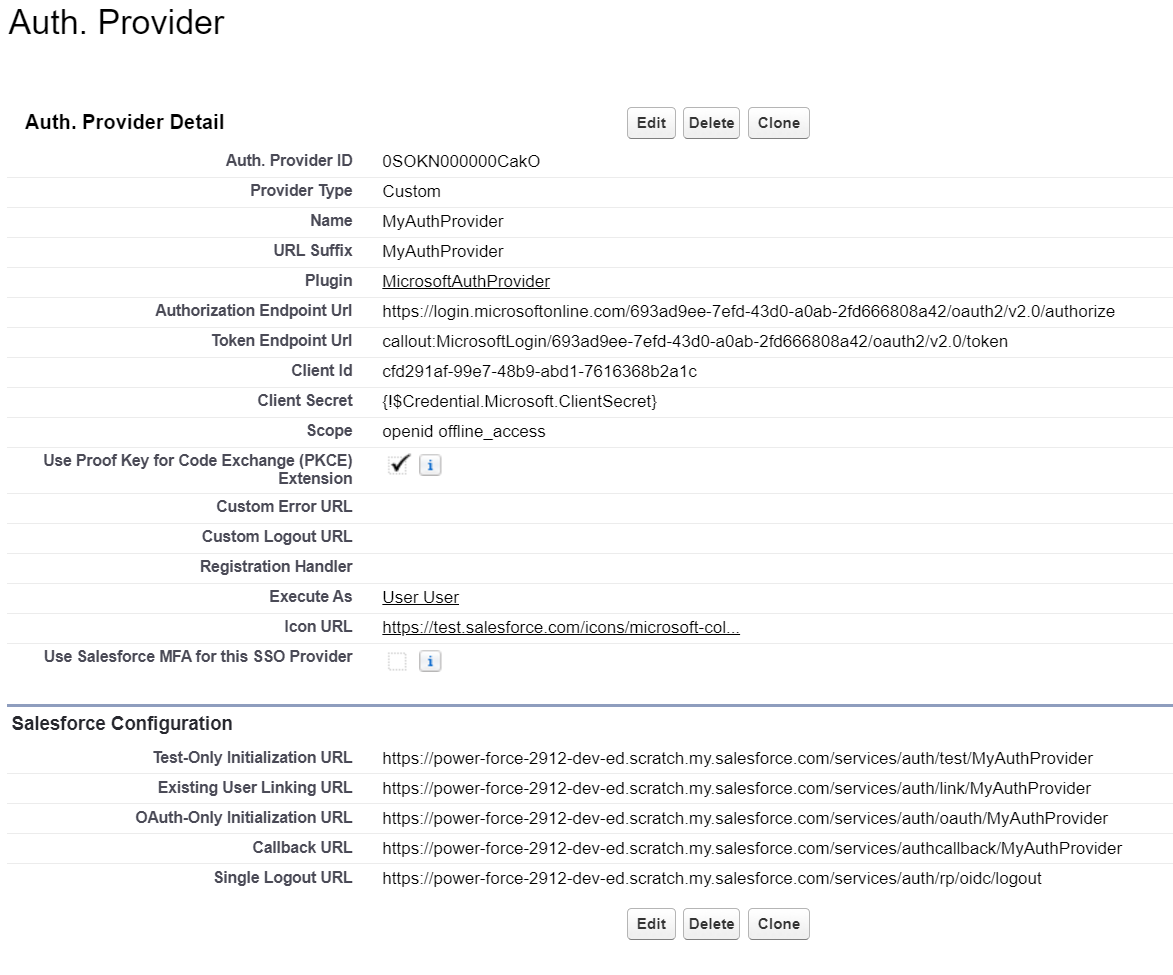 Auth. Provider
Auth. Provider Detail
Edit Delete Clone
Auth. Provider ID 0SOKN000000CakO
Provider Type Custom
Name MyAuthProvider
URL Suffix MyAuthProvider
Plugin MicrosoftAuthProvider
Authorization Endpoint Url https://login.microsoftonline.com/693ad9ee-7efd-43d0-a0ab-2fd666808a42/oauth2/v2.0/authorize
Token Endpoint Url callout:MicrosoftLogin/693ad9ee-7efd-43d0-a0ab-2fd666808a42/oauth2/v2.0/token
Client Id cfd291af-99e7-48b9-abd1-7616368b2a1c
Client Secret {!$Credential.Microsoft.ClientSecret}
Scope openid offline_access
Use Proof Key for Code Exchange (PKCE)
Extension
i
Custom Error URL
Custom Logout URL
Registration Handler
Execute As User User
Icon URL https://test.salesforce.com/icons/microsoft-col...
Use Salesforce MFA for this SSO Provider i
Salesforce Configuration
Test-Only Initialization URL https://power-force-2912-dev-ed.scratch.my.salesforce.com/services/auth/test/MyAuthProvider
Existing User Linking URL https://power-force-2912-dev-ed.scratch.my.salesforce.com/services/auth/link/MyAuthProvider
OAuth-Only Initialization URL https://power-force-2912-dev-ed.scratch.my.salesforce.com/services/auth/oauth/MyAuthProvider
Callback URL https://power-force-2912-dev-ed.scratch.my.salesforce.com/services/authcallback/MyAuthProvider
Single Logout URL https://power-force-2912-dev-ed.scratch.my.salesforce.com/services/auth/rp/oidc/logout
Edit Delete Clone